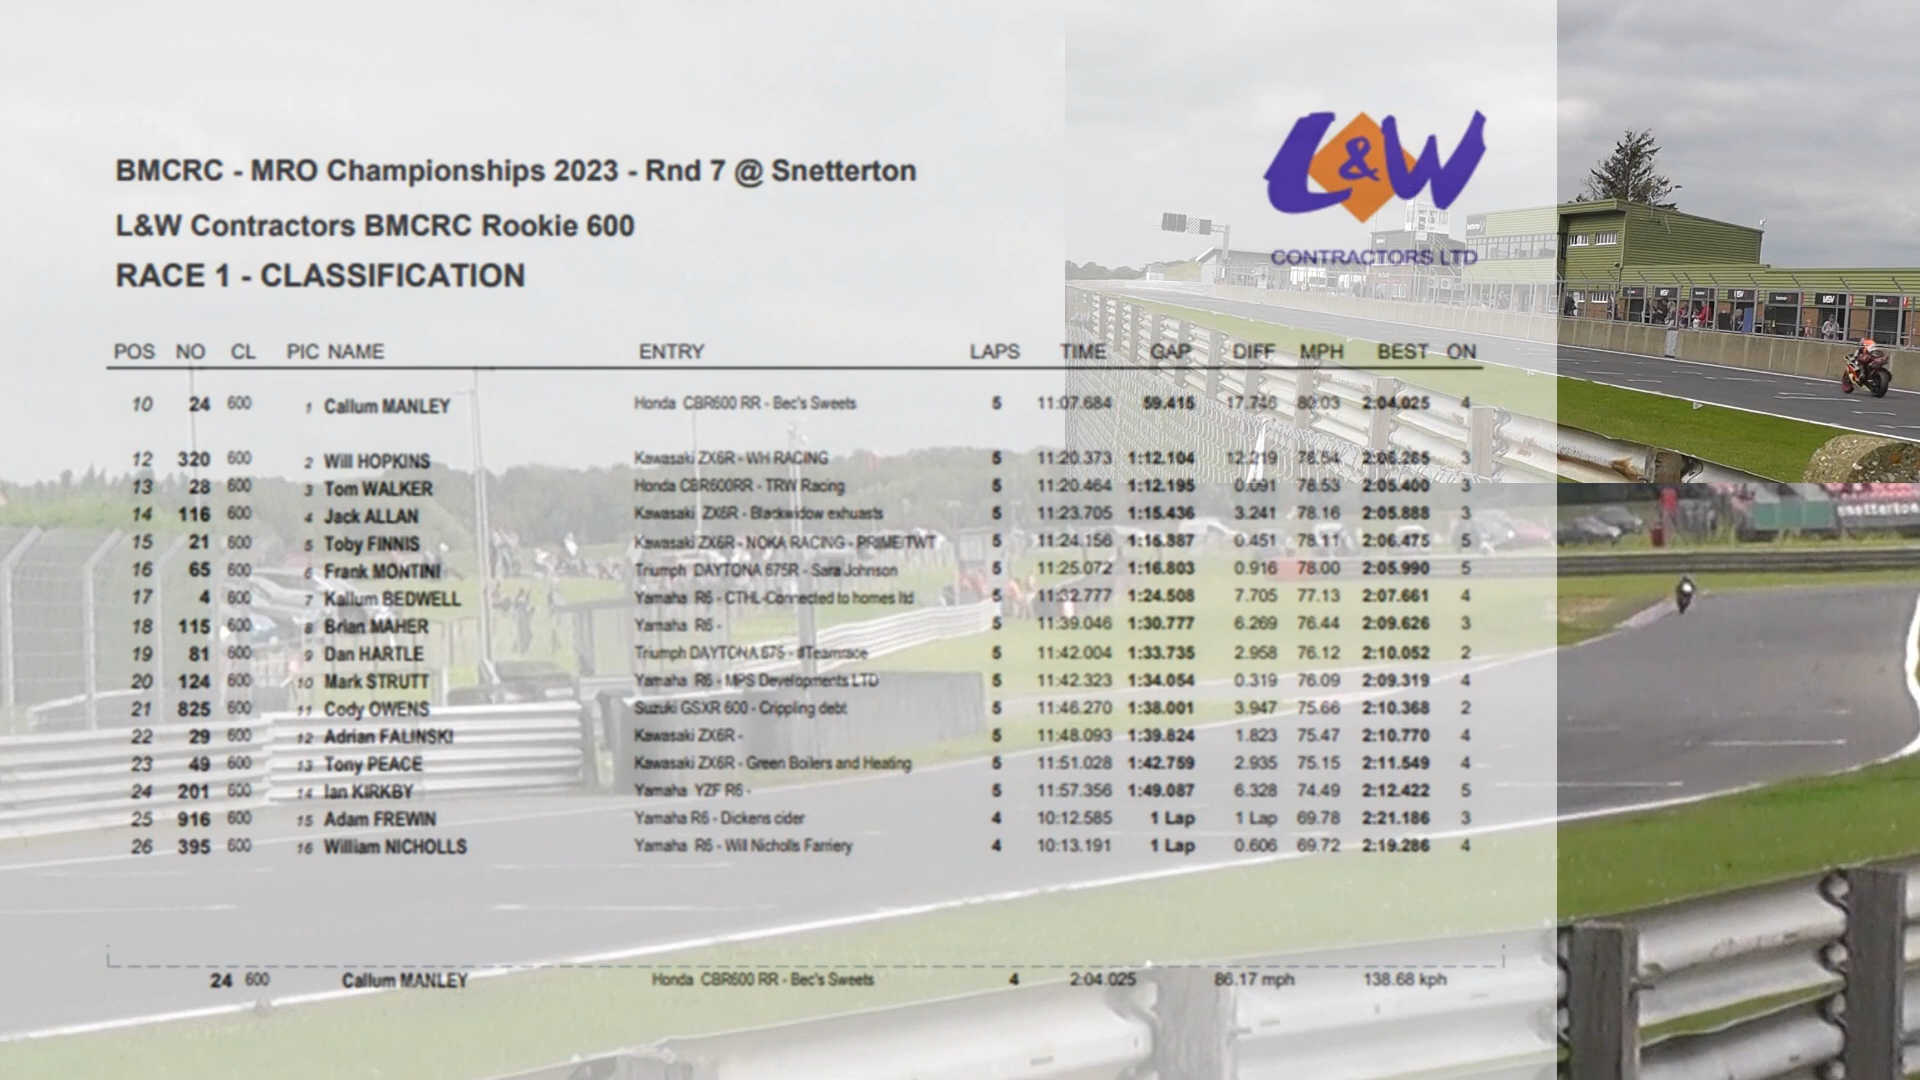 L&W
CONTRACTORS LTD
BMCRC - MRO Championships 2023 - Rnd 7 @ Snetterton
L&W Contractors BMCRC Rookie 600
RACE 1 - CLASSIFICATION
POS NO CL PIC NAME ENTRY LAPS TIME GAP DIFF MPH BEST ON
10 24 600 1 Callum MANLEY Honda CBR600 RR - Bec's Sweets 5 11:07.684 59.415 17.746 80.03 2:04.025 4
12 320 600 2 Will HOPKINS Kawasaki ZX6R - WH RACING 5 11:20.373 1:12.104 12.219 78.54 2:06.265 3
13 28 600 3 Tom WALKER Honda CBR600RR - TRW Racing 5 11:20.464 1:12.195 0.091 78.53 2:05.400 3
14 116 600 4 Jack ALLAN Kawasaki ZX6R - Blackwidow exhuasts 5 11:23.705 1:15.436 3.241 78.16 2:05.888 3
15 21 600 5 Toby FINNIS Kawasaki ZX6R - NOKA RACING - PRIME/TWT 5 11:24.156 1:15.887 0.451 78.11 2:06.475 5
16 65 600 6 Frank MONTINI Triumph DAYTONA 675R - Sara Johnson 5 11:25.072 1:16.803 0.916 78.00 2:05.990 5
17 4 600 7 Kallum BEDWELL Yamaha R6 - CTHL-Connected to homes ltd 5 11:32.777 1:24.508 7.705 77.13 2:07.661 4
18 115 600 8 Brian MAHER Yamaha R6 - 5 11:39.046 1:30.777 6.269 76.44 2:09.626 3
19 81 600 9 Dan HARTLE Triumph DAYTONA 675 - #Teamrace 5 11:42.004 1:33.735 2.958 76.12 2:10.052 2
20 124 600 10 Mark STRUTT Yamaha R6 - MPS Developments LTD 5 11:42.323 1:34.054 0.319 76.09 2:09.319 4
21 825 600 11 Cody OWENS Suzuki GSXR 600 - Crippling debt 5 11:46.270 1:38.001 3.947 75.66 2:10.368 2
22 29 600 12 Adrian FALINSKI Kawasaki ZX6R - 5 11:48.093 1:39.824 1.823 75.47 2:10.770 4
23 49 600 13 Tony PEACE Kawasaki ZX6R - Green Boilers and Heating 5 11:51.028 1:42.759 2.935 75.15 2:11.549 4
24 201 600 14 Ian KIRKBY Yamaha YZF R6 - 5 11:57.356 1:49.087 6.328 74.49 2:12.422 5
25 916 600 15 Adam FREWIN Yamaha R6 - Dickens cider 4 10:12.585 1 Lap 1 Lap 69.78 2:21.186 3
26 395 600 16 William NICHOLLS Yamaha R6 - Will Nicholls Farriery 4 10:13.191 1 Lap 0.606 69.72 2:19.286 4
24 600 Callum MANLEY Honda CBR600 RR - Bec's Sweets 4 2:04.025 86.17 mph 138.68 kph
snetterton